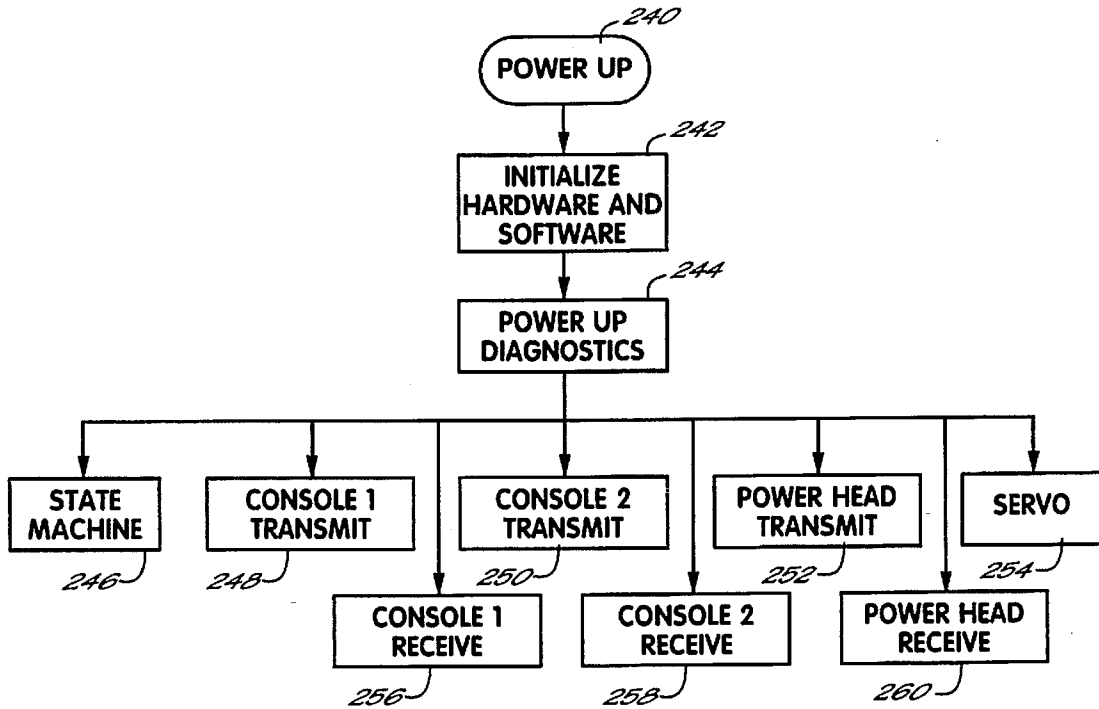 240
POWER UP
242
INITIALIZE
HARDWARE AND
SOFTWARE
244
POWER UP
DIAGNOSTICS
STATE
MACHINE
246
CONSOLE 1
TRANSMIT
248
CONSOLE 2
TRANSMIT
250
POWER HEAD
TRANSMIT
252
SERVO
254
CONSOLE 1
RECEIVE
256
CONSOLE 2
RECEIVE
258
POWER HEAD
RECEIVE
260